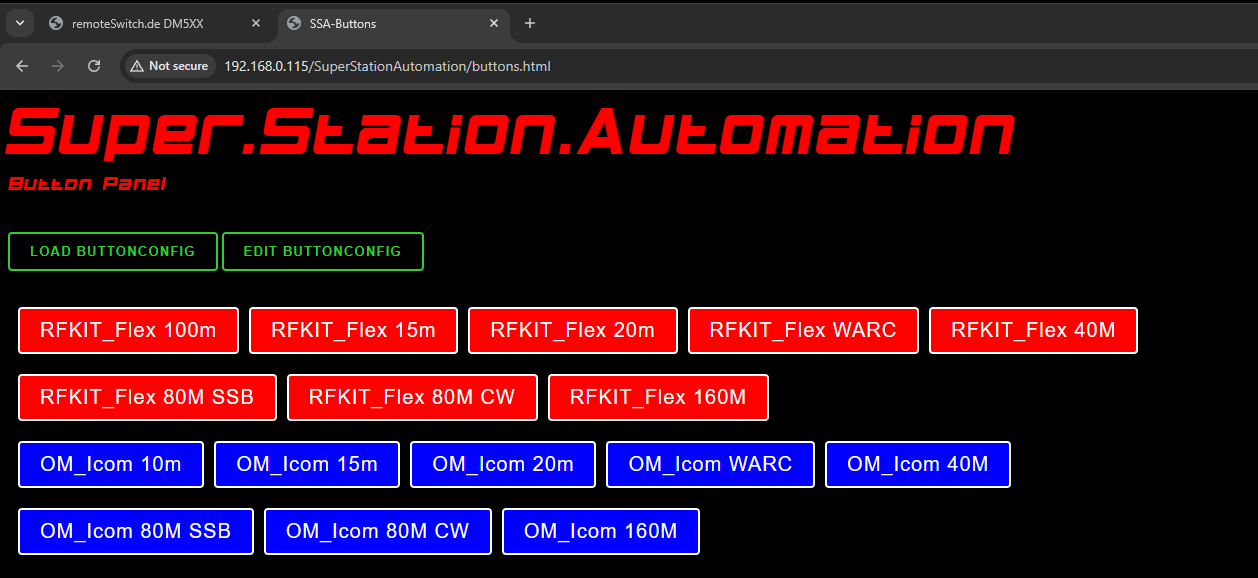 remoteSwitch.de DM5XX SSA-Buttons
Not secure 192.168.0.115/SuperStationAutomation/buttons.html
Super.Station.Automation
Button Panel
LOAD BUTTONCONFIG EDIT BUTTONCONFIG
RFKIT_Flex 100m RFKIT_Flex 15m RFKIT_Flex 20m RFKIT_Flex WARC RFKIT_Flex 40M
RFKIT_Flex 80M SSB RFKIT_Flex 80M CW RFKIT_Flex 160M
OM_Icom 10m OM_Icom 15m OM_Icom 20m OM_Icom WARC OM_Icom 40M
OM_Icom 80M SSB OM_Icom 80M CW OM_Icom 160M